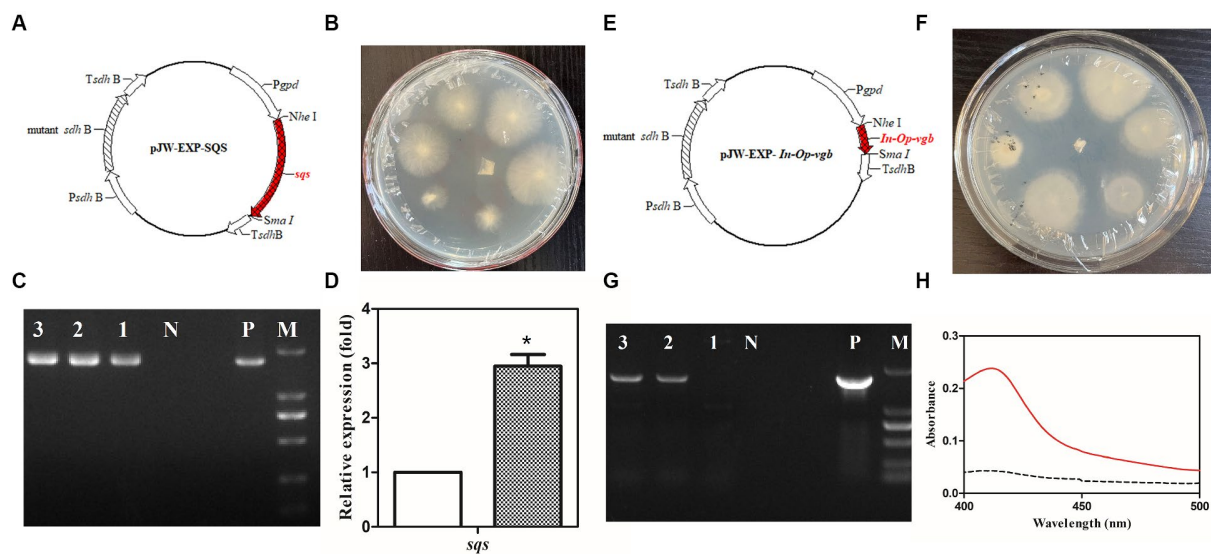 A
Tsdh B
Pgpd
Nhe I
mutant sdh B
pJW-EXP-SQS
sqs
Psdh B
Sma I
TsdhB
B
C
3 2 1 N P M
D
Relative expression (fold)
4
3
2
1
0
*
sqs
E
Tsdh B
Pgpd
Nhe I
mutant sdh B
In-Op-vgb
pJW-EXP- In-Op-vgb
Sma I
TsdhB
Psdh B
F
G
3 2 1 N P M
H
Absorbance
0.3
0.2
0.1
0.0
400 450 500
Wavelength (nm)